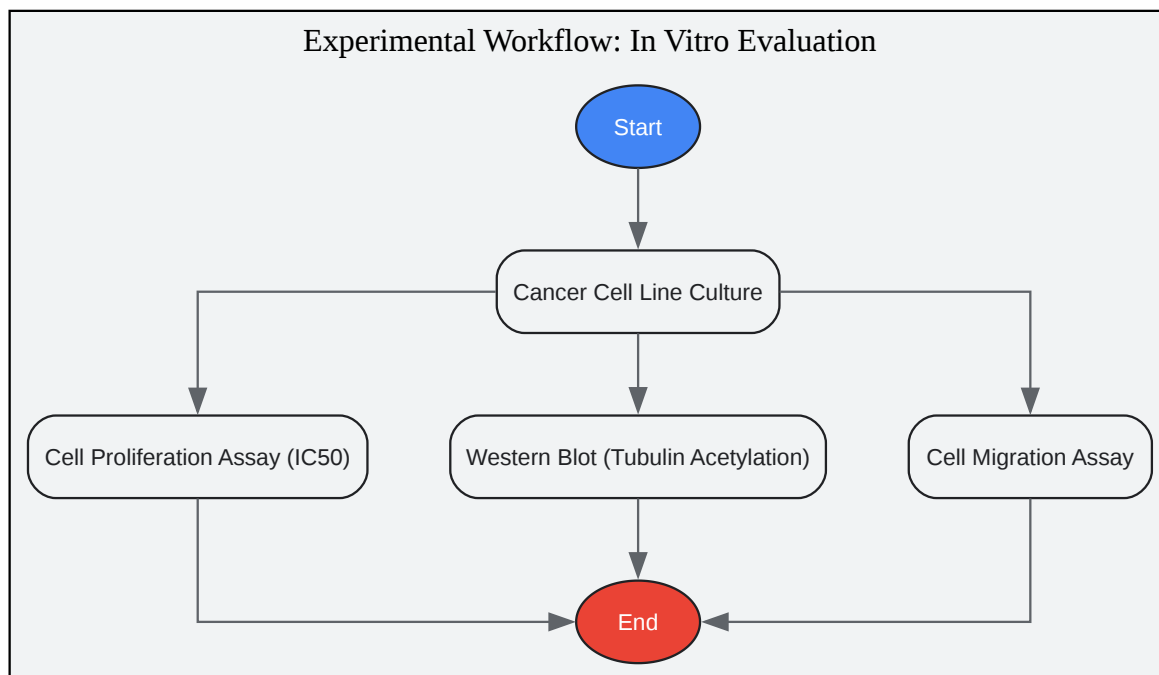 Experimental Workflow: In Vitro Evaluation
Start
Cancer Cell Line Culture
Cell Proliferation Assay (IC50)
Western Blot (Tubulin Acetylation)
Cell Migration Assay
End